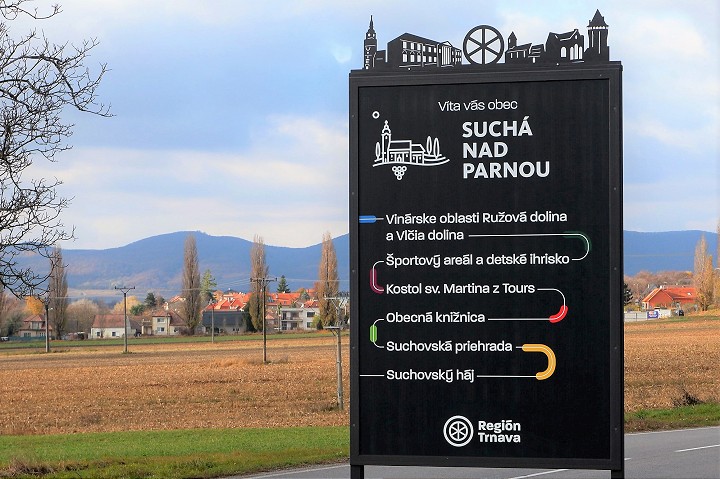 Víta vás obec
SUCHÁ
NAD
PARNOU
Vinárske oblasti Ružová dolina
a Vlčia dolina
Športový areál a detské ihrisko
Kostol sv. Martina z Tours
Obecná knižnica
Suchovská priehrada
Suchovský háj
Región
Trnava